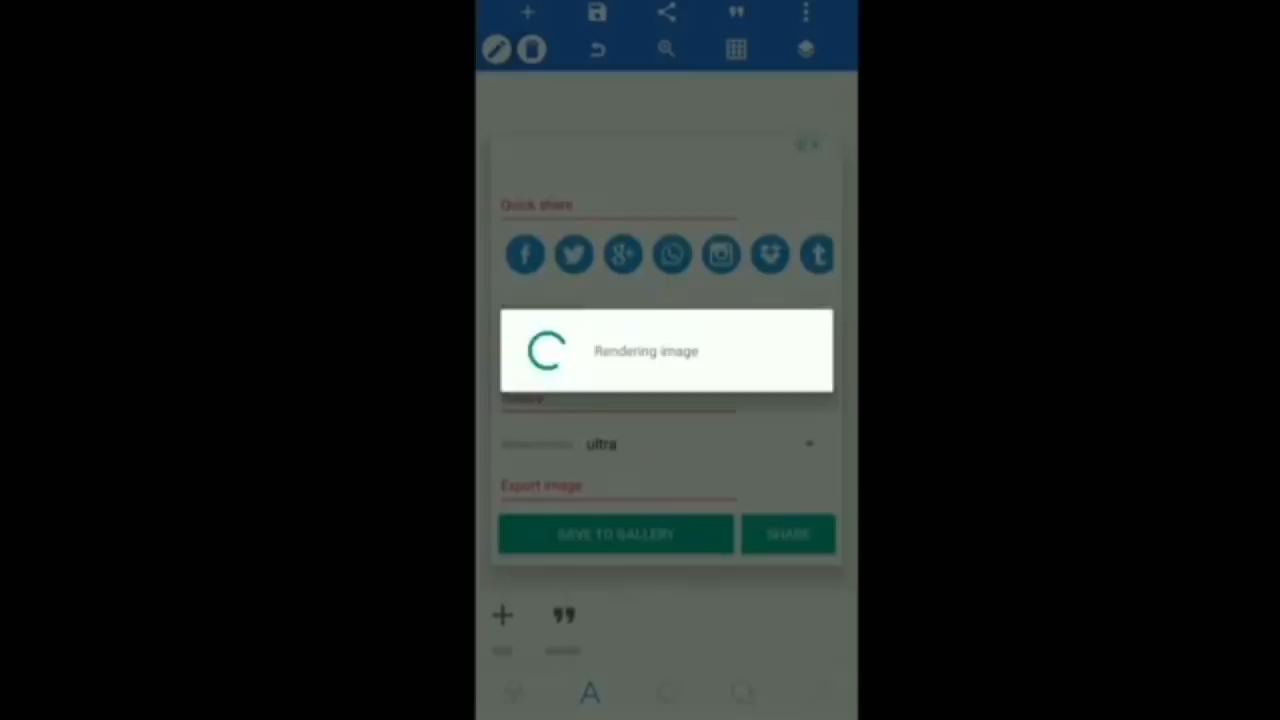 Quick share
Rendering image
ultra
Export image
SAVE TO GALLERY
SHARE